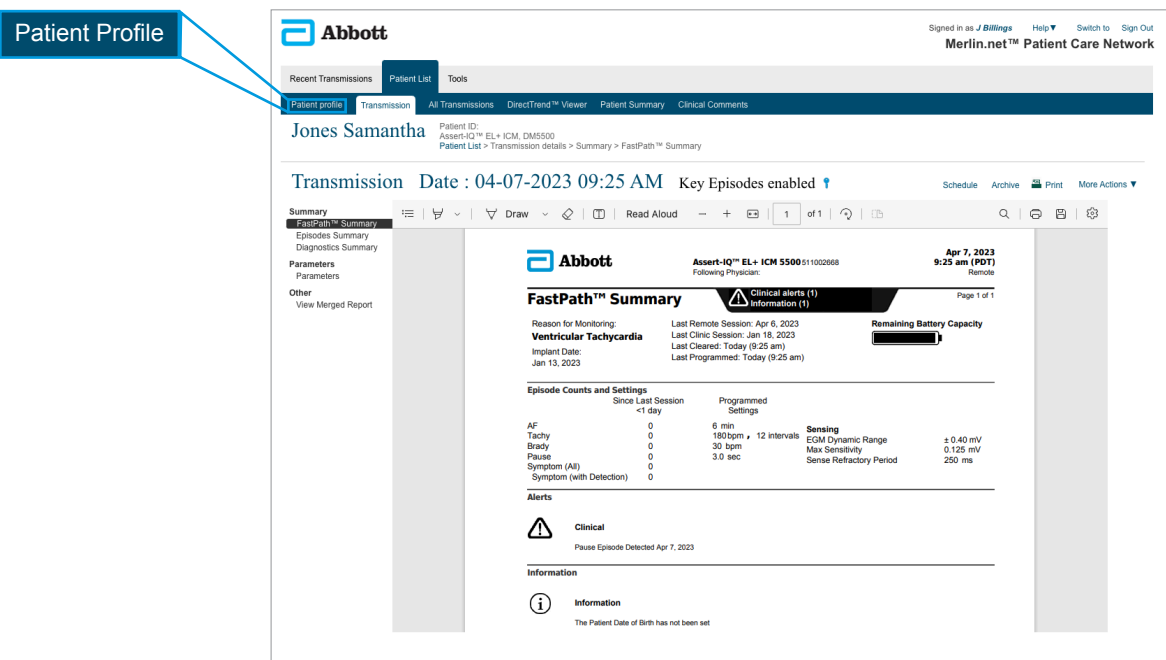 Patient Profile
Abbott
Signed in as J Billings Help▼ Switch to Sign Out
Merlin.net™ Patient Care Network
Recent Transmissions Patient List Tools
Patient profile Transmission All Transmissions DirectTrend™ Viewer Patient Summary Clinical Comments
Jones Samantha
Patient ID:
Assert-IQ™ EL+ ICM, DM5500
Patient List > Transmission details > Summary > FastPath™ Summary
Transmission Date : 04-07-2023 09:25 AM Key Episodes enabled
Schedule Archive Print More Actions ▼
Summary
FastPath™ Summary
Episodes Summary
Diagnostics Summary
Parameters
Parameters
Other
View Merged Report
Draw Read Aloud 1 of 1
Abbott
Assert-IQ™ EL+ ICM 5500 511002668
Following Physician:
Apr 7, 2023
9:25 am (PDT)
Remote
FastPath™ Summary
Clinical alerts (1)
Information (1)
Page 1 of 1
Reason for Monitoring:
Ventricular Tachycardia
Implant Date:
Jan 13, 2023
Last Remote Session: Apr 6, 2023
Last Clinic Session: Jan 18, 2023
Last Cleared: Today (9:25 am)
Last Programmed: Today (9:25 am)
Remaining Battery Capacity
Episode Counts and Settings
Since Last Session Programmed
<1 day Settings
AF 0 6 min
Tachy 0 180bpm , 12 intervals
Brady 0 30 bpm
Pause 0 3.0 sec
Symptom (All) 0
Symptom (with Detection) 0
Sensing
EGM Dynamic Range ± 0.40 mV
Max Sensitivity 0.125 mV
Sense Refractory Period 250 ms
Alerts
Clinical
Pause Episode Detected Apr 7, 2023
Information
Information
The Patient Date of Birth has not been set